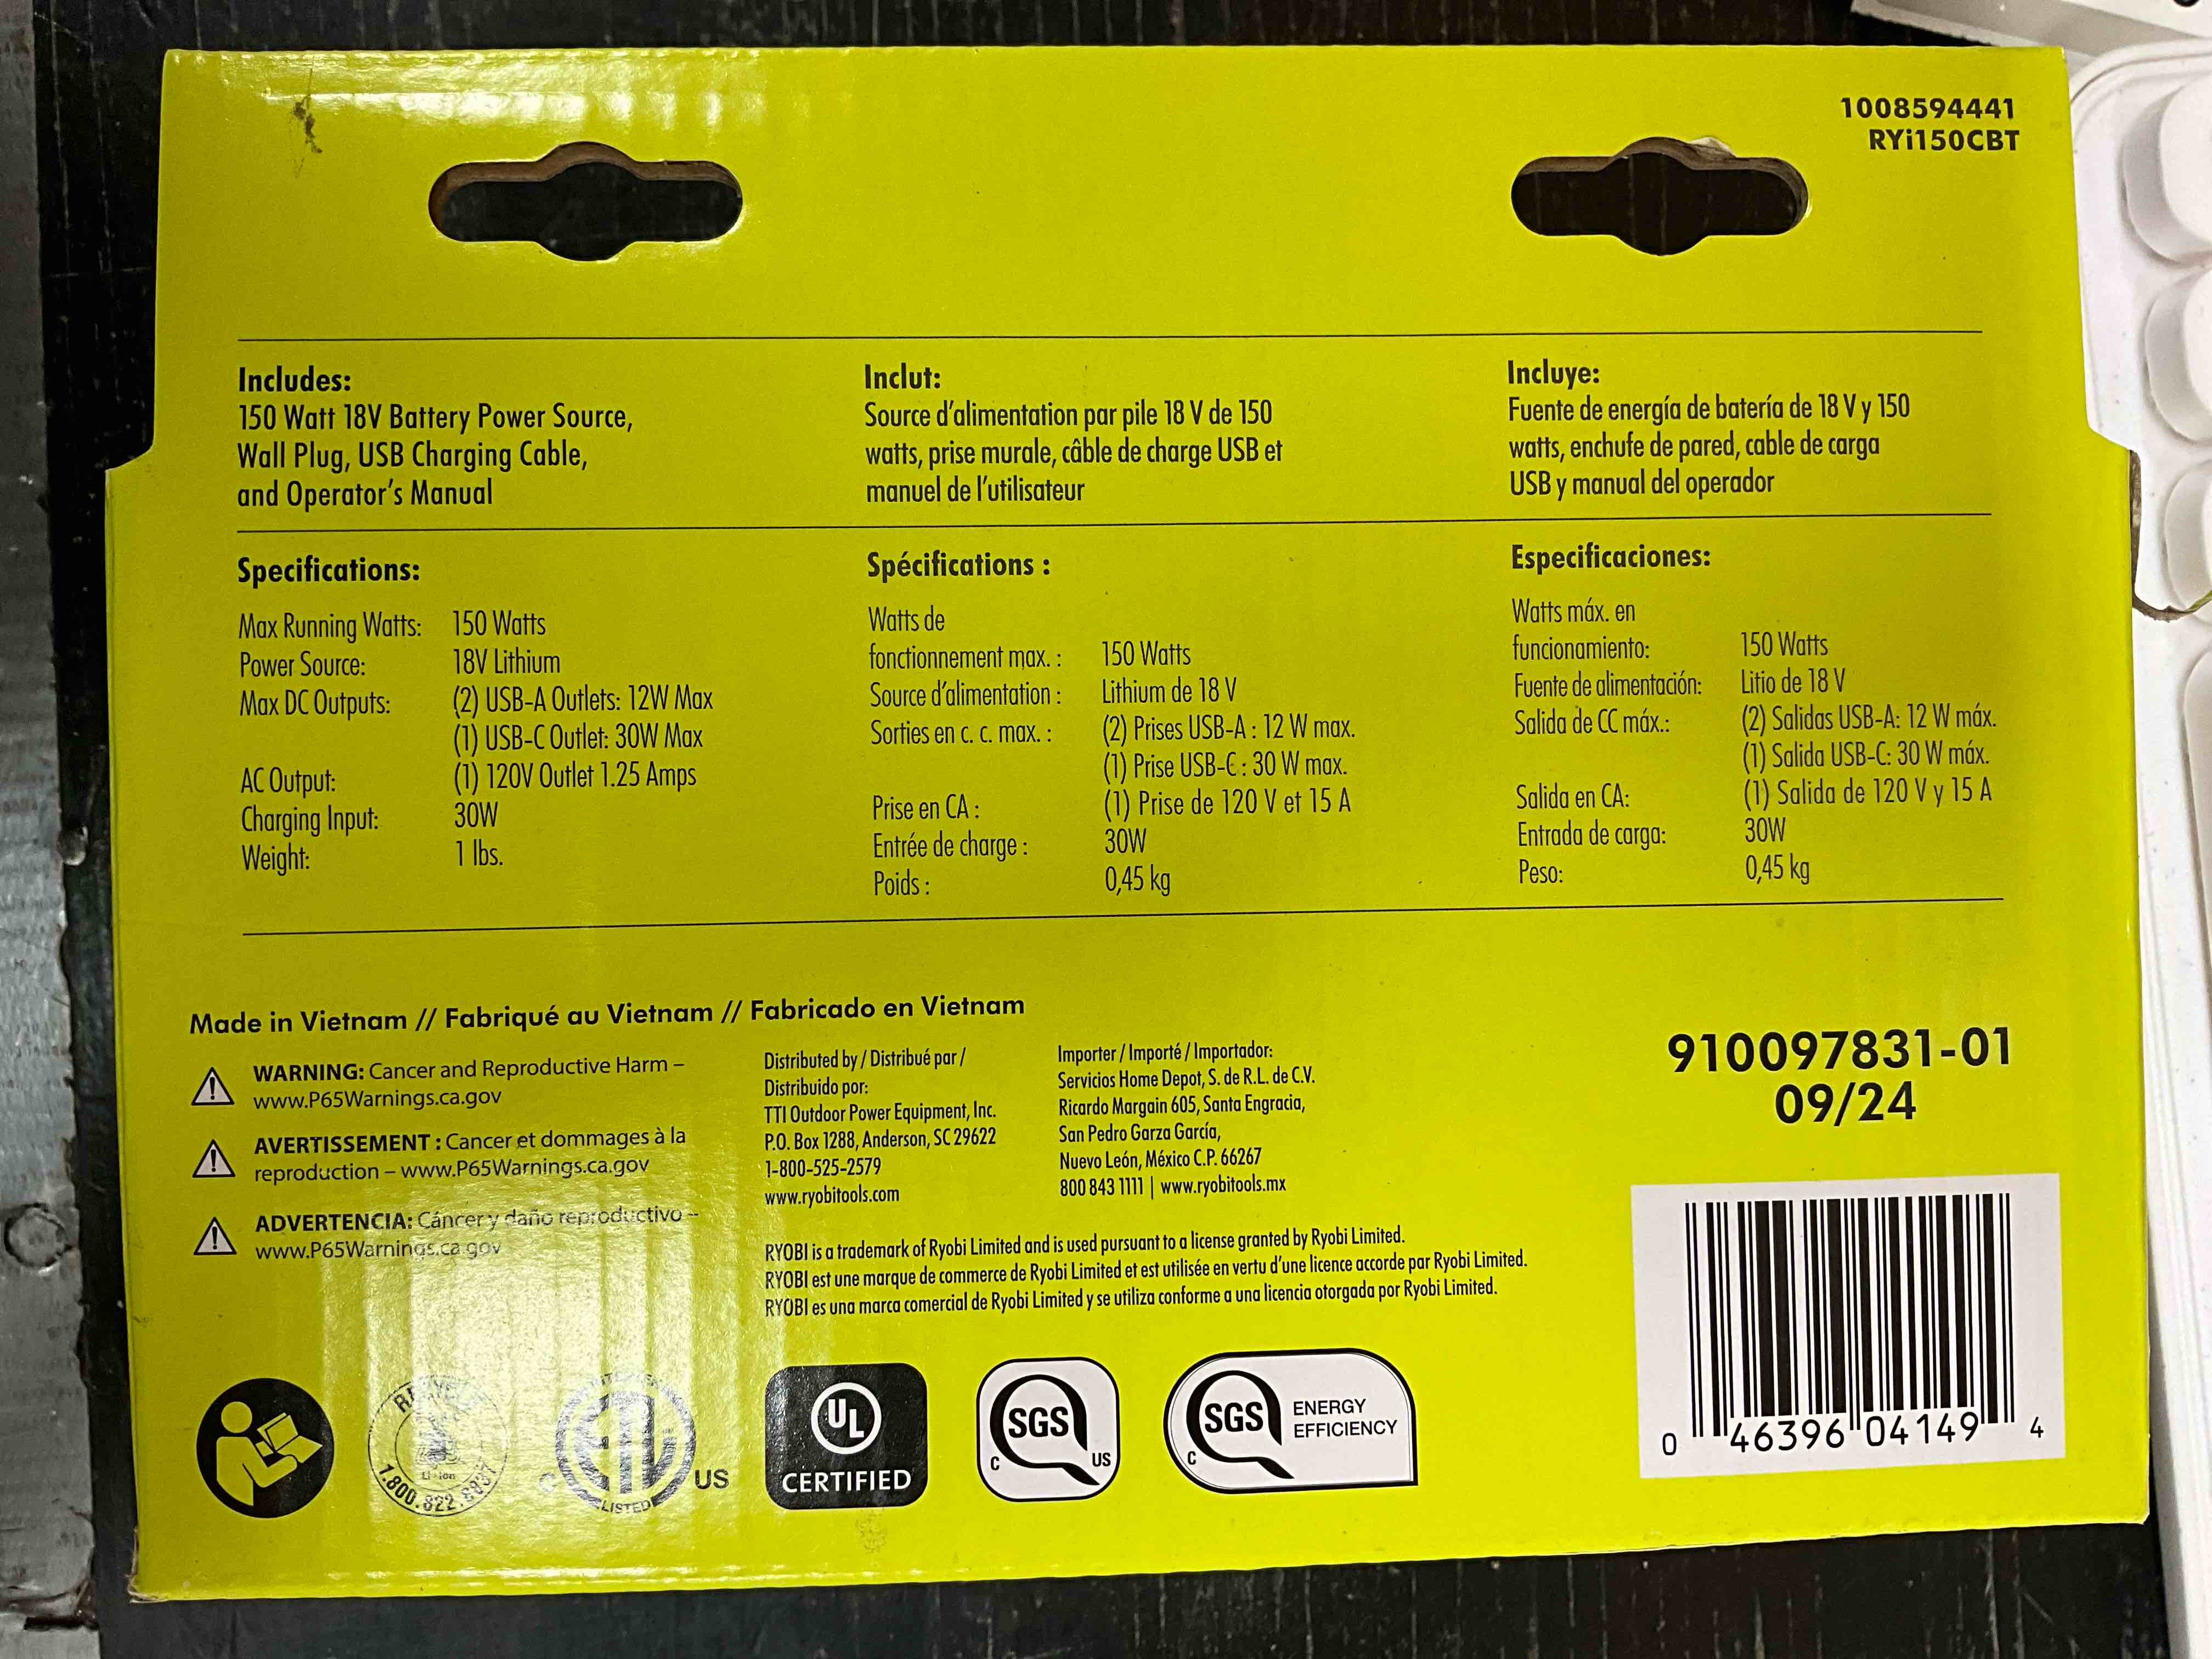 1008594441
RYi150CBT
Includes:
150 Watt 18V Battery Power Source,
Wall Plug, USB Charging Cable,
and Operator's Manual
Inclut:
Source d'alimentation par pile 18 V de 150
watts, prise murale, câble de charge USB et
manuel de l'utilisateur
Incluye:
Fuente de energía de batería de 18 V y 150
watts, enchufe de pared, cable de carga
USB y manual del operador
Specifications:
Max Running Watts: 150 Watts
Power Source: 18V Lithium
Max DC Outputs: (2) USB-A Outlets: 12W Max
(1) USB-C Outlet: 30W Max
AC Output: (1) 120V Outlet 1.25 Amps
Charging Input: 30W
Weight: 1 lbs.
Spécifications :
Watts de
fonctionnement max. : 150 Watts
Source d'alimentation : Lithium de 18 V
Sorties en c. c. max. : (2) Prises USB-A : 12 W max.
(1) Prise USB-C : 30 W max.
Prise en CA : (1) Prise de 120 V et 15 A
Entrée de charge : 30W
Poids : 0,45 kg
Especificaciones:
Watts máx. en
funcionamiento: 150 Watts
Fuente de alimentación: Litio de 18 V
Salida de CC máx.: (2) Salidas USB-A: 12 W máx.
(1) Salida USB-C: 30 W máx.
Salida en CA: (1) Salida de 120 V y 15 A
Entrada de carga: 30W
Peso: 0,45 kg
Made in Vietnam // Fabriqué au Vietnam // Fabricado en Vietnam
WARNING: Cancer and Reproductive Harm –
www.P65Warnings.ca.gov
AVERTISSEMENT : Cancer et dommages à la
reproduction – www.P65Warnings.ca.gov
ADVERTENCIA: Cáncer y daño reproductivo –
www.P65Warnings.ca.gov
Distributed by / Distribué par /
Distribuido por:
TTI Outdoor Power Equipment, Inc.
P.O. Box 1288, Anderson, SC 29622
1-800-525-2579
www.ryobitools.com
Importer / Importé / Importador:
Servicios Home Depot, S. de R.L. de C.V.
Ricardo Margain 605, Santa Engracia,
San Pedro Garza García,
Nuevo León, México C.P. 66267
800 843 1111 | www.ryobitools.mx
RYOBI is a trademark of Ryobi Limited and is used pursuant to a license granted by Ryobi Limited.
RYOBI est une marque de commerce de Ryobi Limited et est utilisée en vertu d'une licence accorde par Ryobi Limited.
RYOBI es una marca comercial de Ryobi Limited y se utiliza conforme a una licencia otorgada por Ryobi Limited.
910097831-01
09/24
Li-ion
C ETL US
LISTED
UL
CERTIFIED
SGS
C US
SGS ENERGY
EFFICIENCY
C
0 46396 04149 4